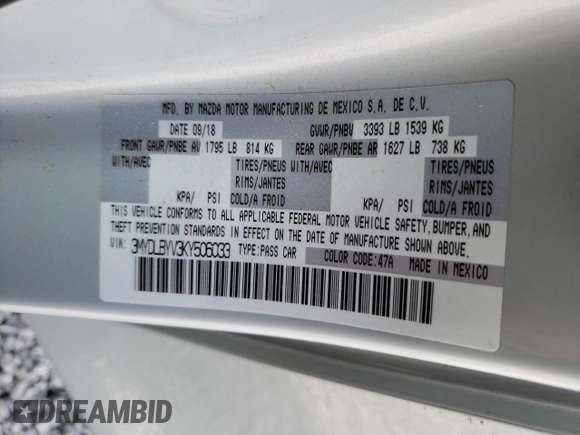 MFD. BY MAZDA MOTOR MANUFACTURING DE MEXICO S.A. DE C.V.
DATE 09/18 GVWR/PNBV 3393 LB 1539 KG
FRONT GAWR/PNBE AV 1795 LB 814 KG REAR GAWR/PNBE AR 1627 LB 738 KG
WITH/AVEC TIRES/PNEUS WITH/AVEC TIRES/PNEUS
RIMS/JANTES RIMS/JANTES
KPA/ PSI COLD/A FROID KPA/ PSI COLD/A FROID
THIS VEHICLE CONFORMS TO ALL APPLICABLE FEDERAL MOTOR VEHICLE SAFETY, BUMPER, AND
THEFT PREVENTION STANDARDS IN EFFECT ON THE DATE OF MANUFACTURE SHOWN ABOVE.
VIN: 3MYDLBYV3KY506033 TYPE:PASS CAR COLOR CODE:47A MADE IN MEXICO
DREAMBID